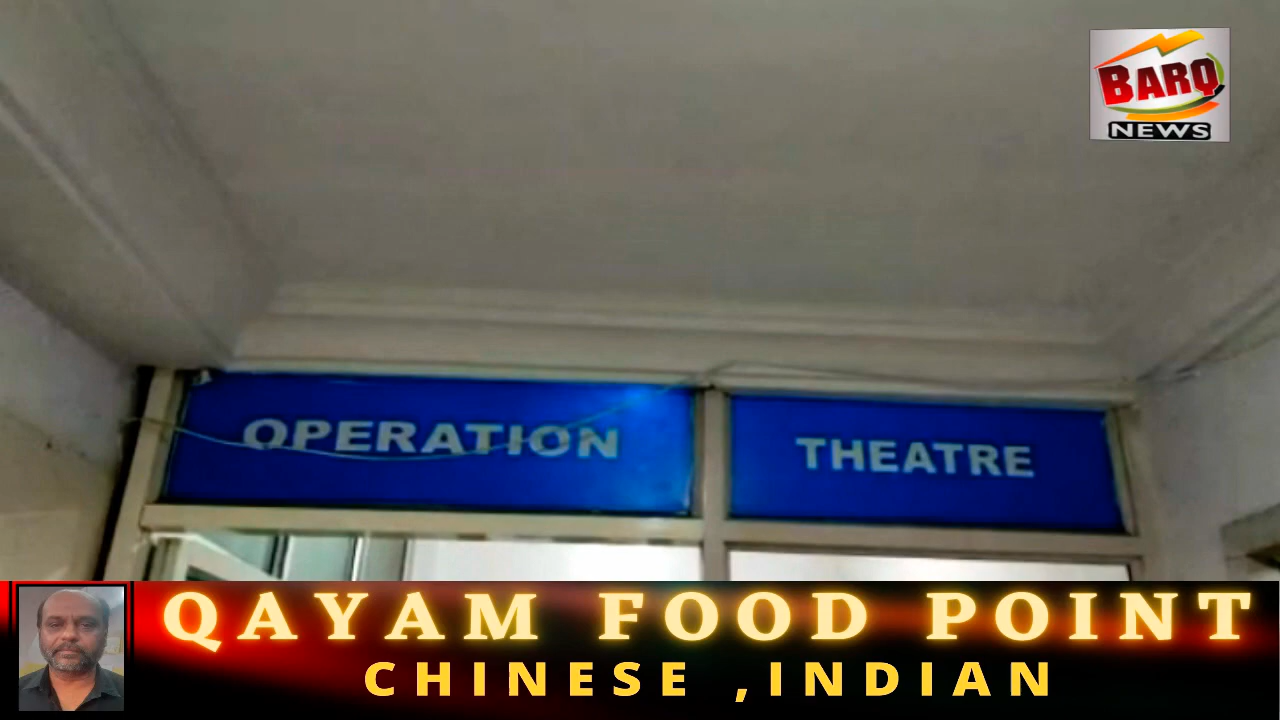 BARQ
NEWS
OPERATION THEATRE
QAYAM FOOD POINT
CHINESE ,INDIAN